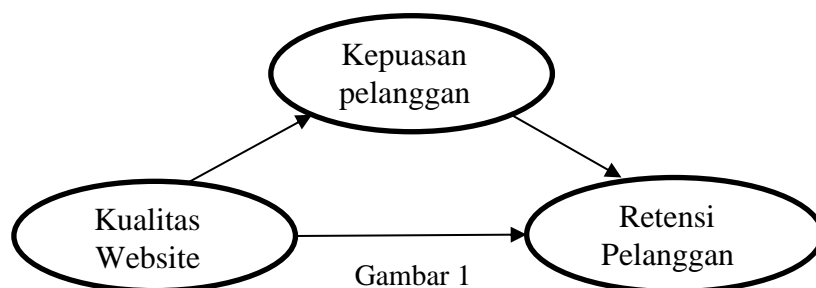 Kepuasan
pelanggan
Kualitas
Website
Retensi
Pelanggan
Gambar 1